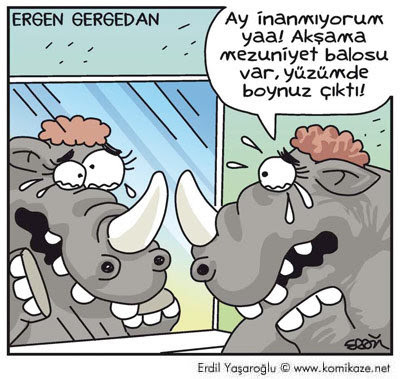 ERGEN GERGEDAN
Ay inanmıyorum
yaa! Akşama
mezuniyet balosu
var, yüzümde
boynuz çıktı!
Erdil Yaşaroğlu © www.komikaze.net